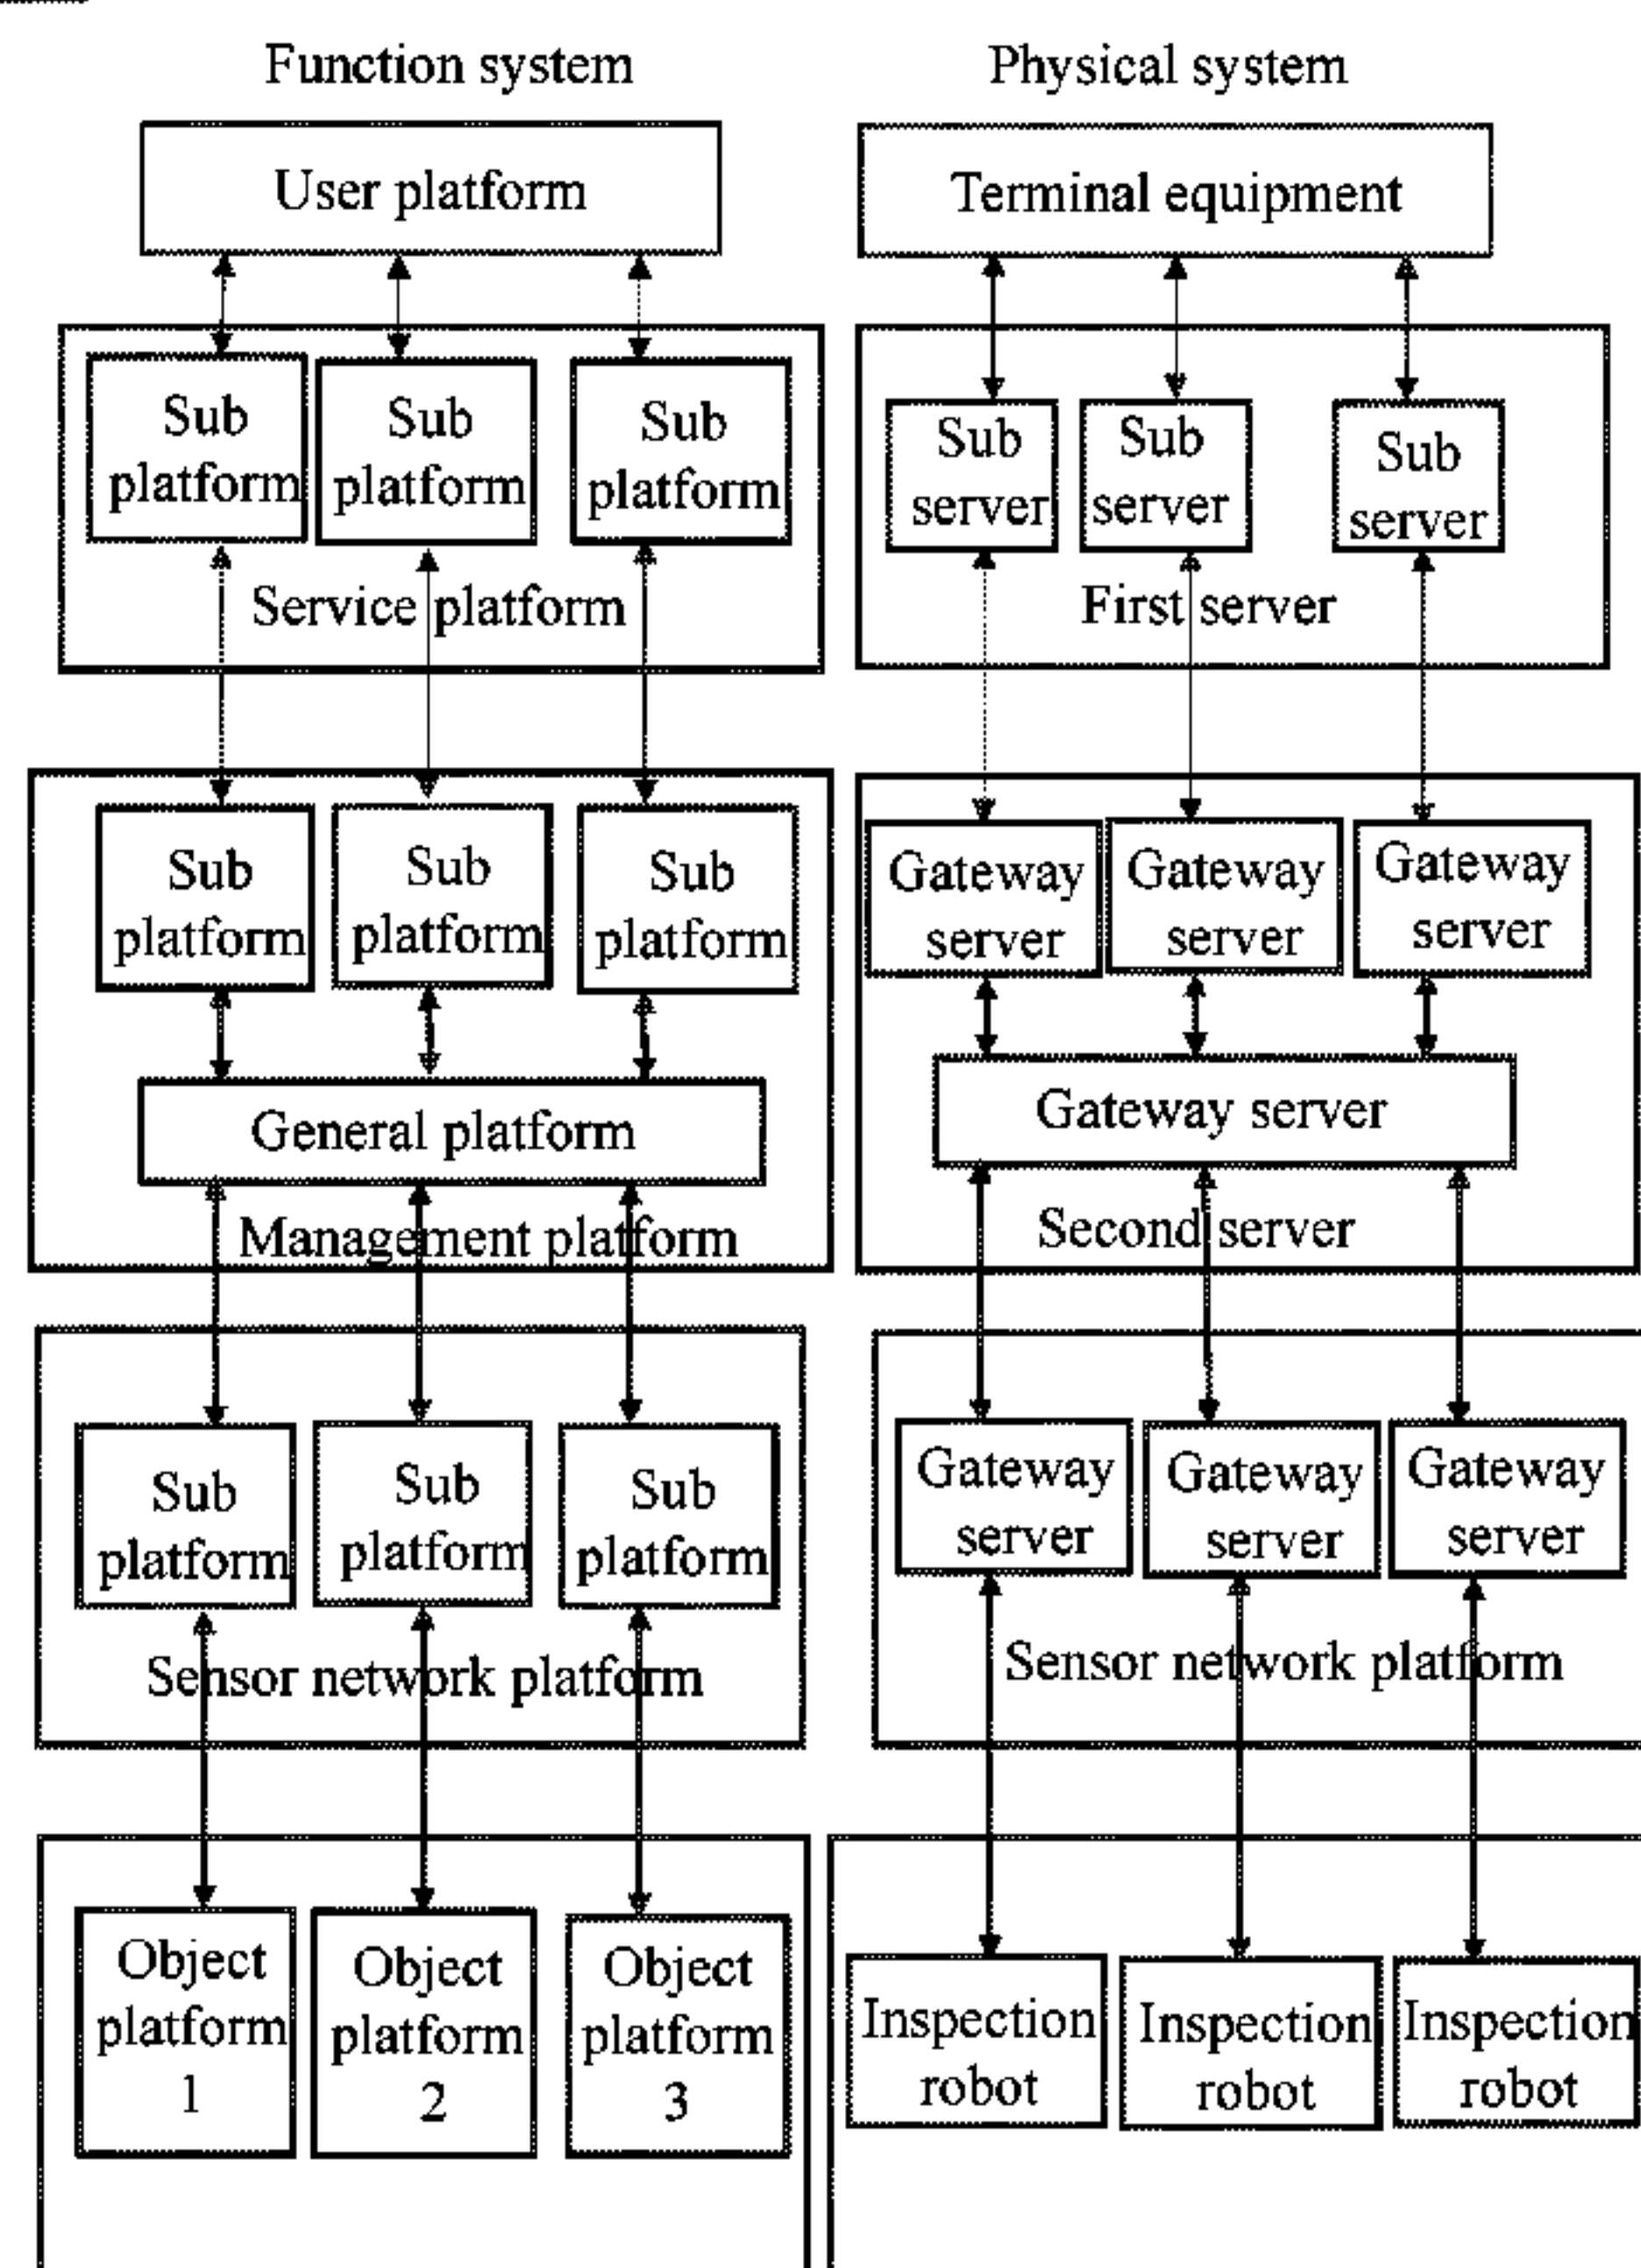 Function system
User platform
Sub
platform
Sub
platform
Sub
platform
Service platform
Sub
platform
Sub
platform
Sub
platform
General platform
Management platform
Sub
platform
Sub
platform
Sub
platform
Sensor network platform
Object
platform
1
Object
platform
2
Object
platform
3
Physical system
Terminal equipment
Sub
server
Sub
server
Sub
server
First server
Gateway
server
Gateway
server
Gateway
server
Gateway server
Second server
Gateway
server
Gateway
server
Gateway
server
Sensor network platform
Inspection
robot
Inspection
robot
Inspection
robot